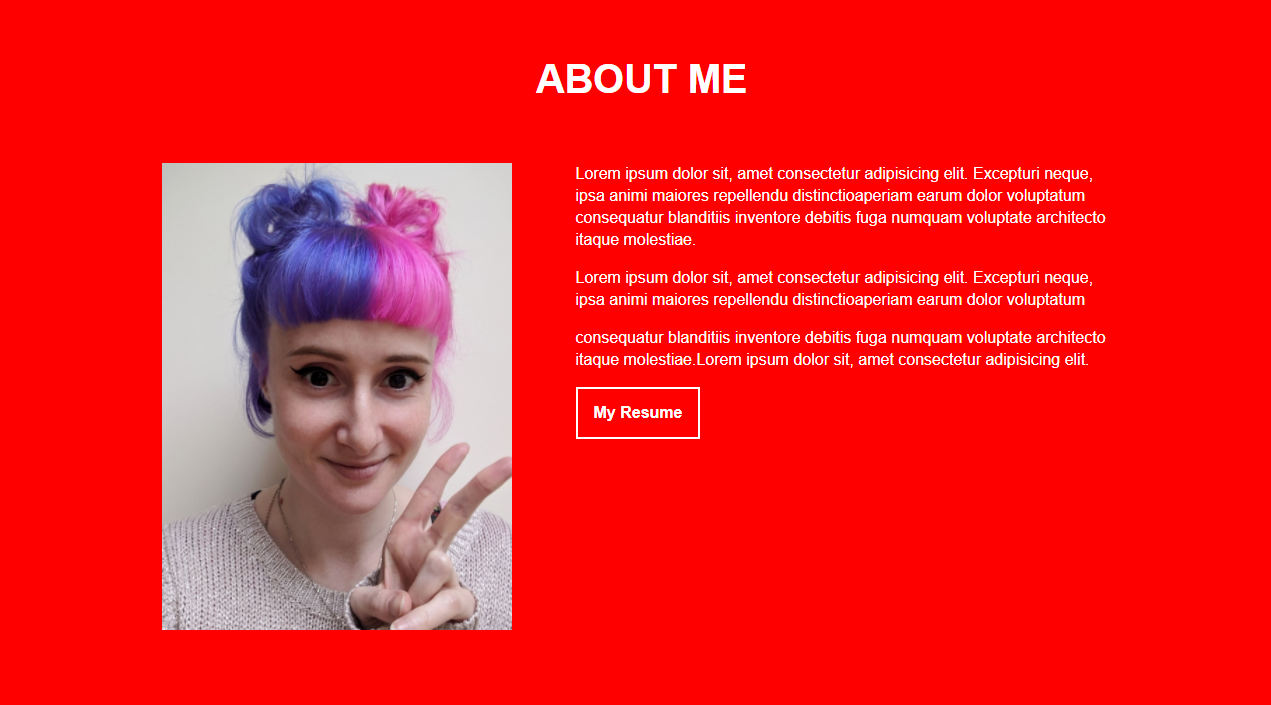 ABOUT ME
Lorem ipsum dolor sit, amet consectetur adipisicing elit. Excepturi neque,
ipsa animi maiores repellendu distinctioaperiam earum dolor voluptatum
consequatur blanditiis inventore debitis fuga numquam voluptate architecto
itaque molestiae.
Lorem ipsum dolor sit, amet consectetur adipisicing elit. Excepturi neque,
ipsa animi maiores repellendu distinctioaperiam earum dolor voluptatum
consequatur blanditiis inventore debitis fuga numquam voluptate architecto
itaque molestiae.Lorem ipsum dolor sit, amet consectetur adipisicing elit.
My Resume